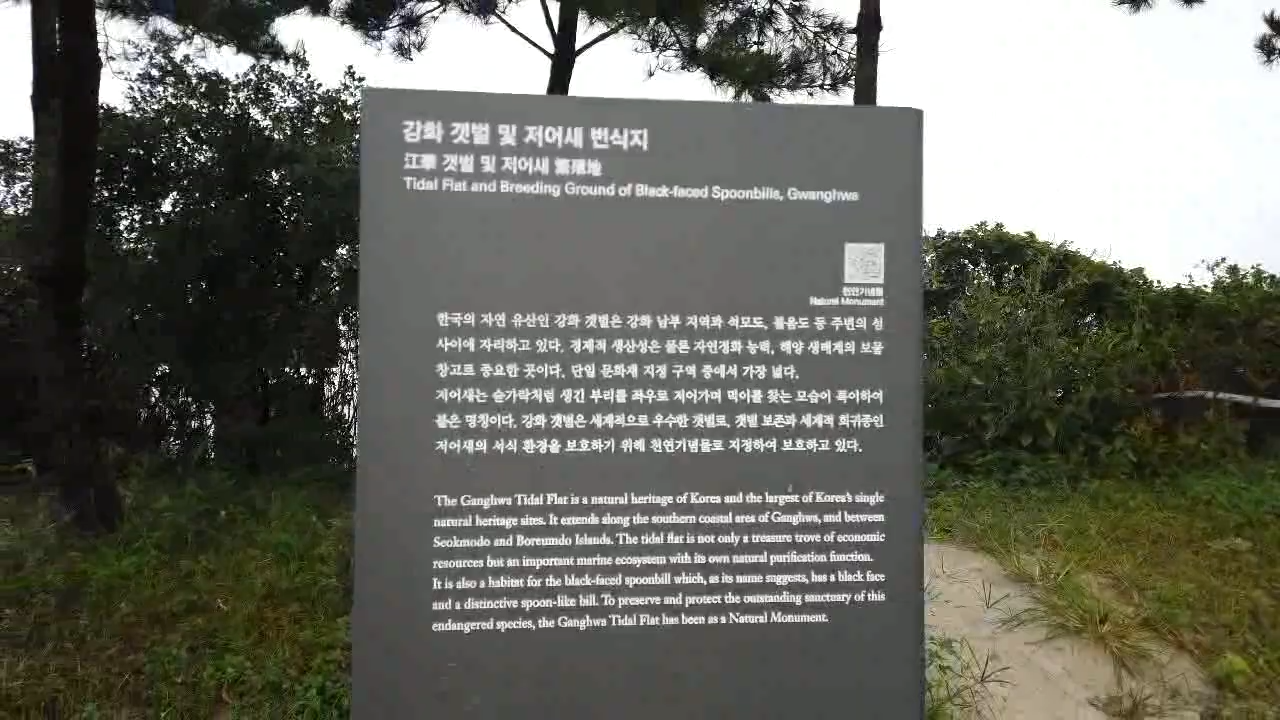 강화 갯벌 및 저어새 번식지
江華 갯벌 및 저어새 繁殖地
Tidal Flat and Breeding Ground of Black-faced Spoonbills, Gwanghwa
천연기념물
Natural Monument
한국의 자연 유산인 강화 갯벌은 강화 남부 지역과 석모도, 볼음도 등 주변의 섬
사이에 자리하고 있다. 경제적 생산성은 물론 자연정화 능력, 해양 생태계의 보물
창고로 중요한 곳이다. 단일 문화재 지정 구역 중에서 가장 넓다.
저어새는 숟가락처럼 생긴 부리를 좌우로 저어가며 먹이를 찾는 모습이 특이하여
붙은 명칭이다. 강화 갯벌은 세계적으로 우수한 갯벌로, 갯벌 보존과 세계적 희귀종인
저어새의 서식 환경을 보호하기 위해 천연기념물로 지정하여 보호하고 있다.
The Ganghwa Tidal Flat is a natural heritage of Korea and the largest of Korea's single
natural heritage sites. It extends along the southern coastal area of Ganghwa, and between
Seokmodo and Boreumdo Islands. The tidal flat is not only a treasure trove of economic
resources but an important marine ecosystem with its own natural purification function.
It is also a habitat for the black-faced spoonbill which, as its name suggests, has a black face
and a distinctive spoon-like bill. To preserve and protect the outstanding sanctuary of this
endangered species, the Ganghwa Tidal Flat has been as a Natural Monument.